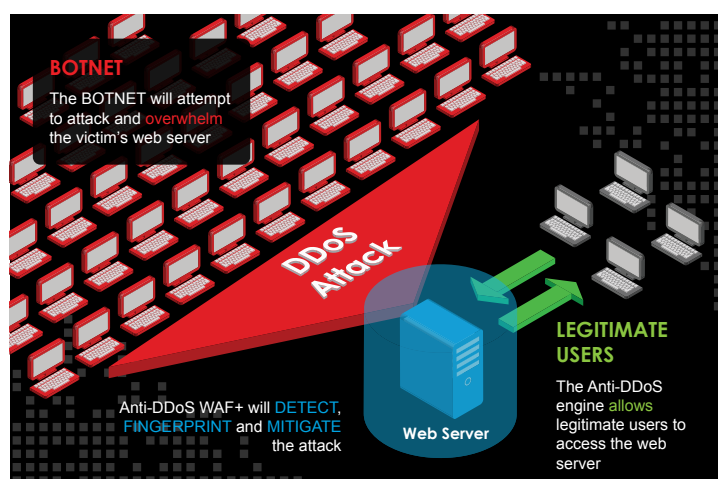 BOTNET
The BOTNET will attempt
to attack and overwhelm
the victim's web server
DDoS
Attack
Anti-DDoS WAF+ will DETECT,
FINGERPRINT and MITIGATE
the attack
Web Server
LEGITIMATE
USERS
The Anti-DDoS
engine allows
legitimate users to
access the web
server